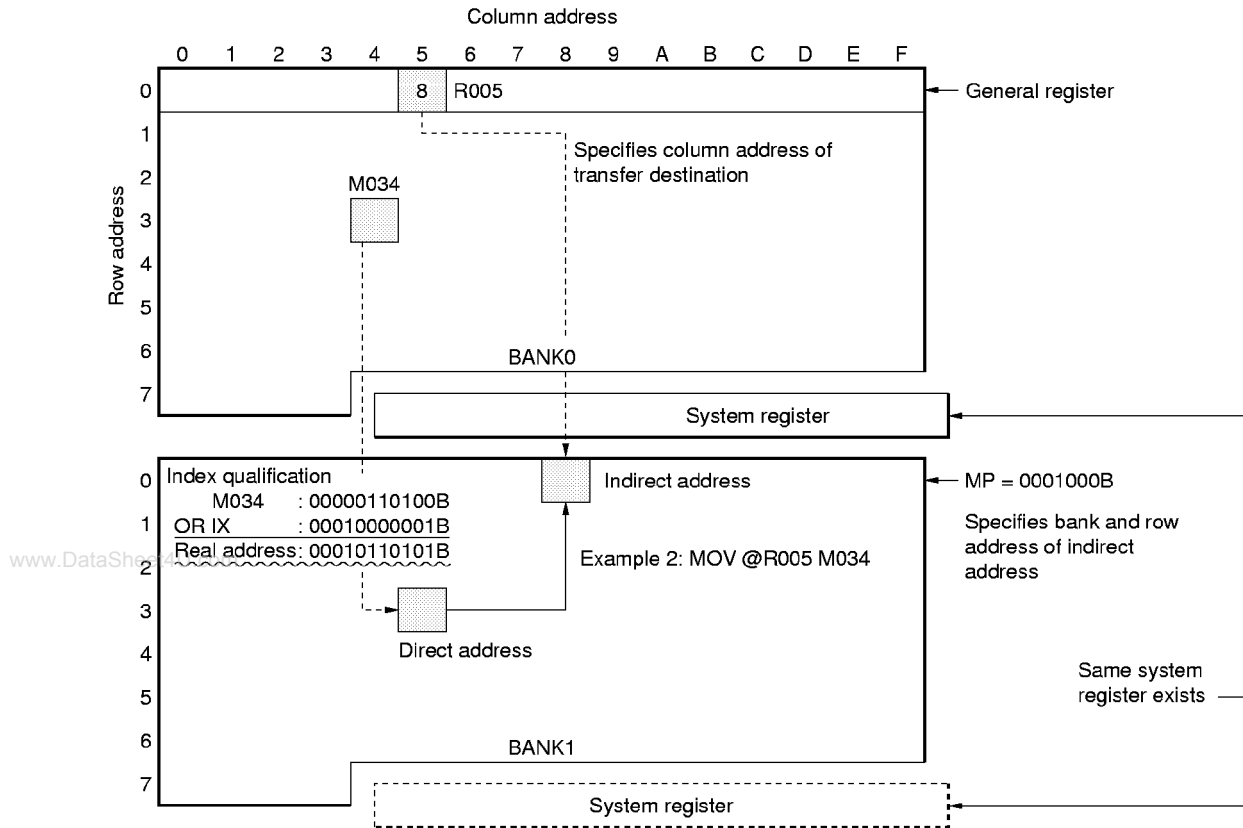 Column address
0 1 2 3 4 5 6 7 8 9 A B C D E F
0 8 R005 General register
1
Specifies column address of
transfer destination
2
M034
3
Row address
4
5
6
BANK0
7
System register
0 Index qualification Indirect address MP = 0001000B
M034 : 00000110100B
1 OR IX : 00010000001B
Specifies bank and row
address of indirect
address
Real address: 00010110101B
Example 2: MOV @R005 M034
2
3
Direct address
4
Same system
register exists
5
6
BANK1
7
System register